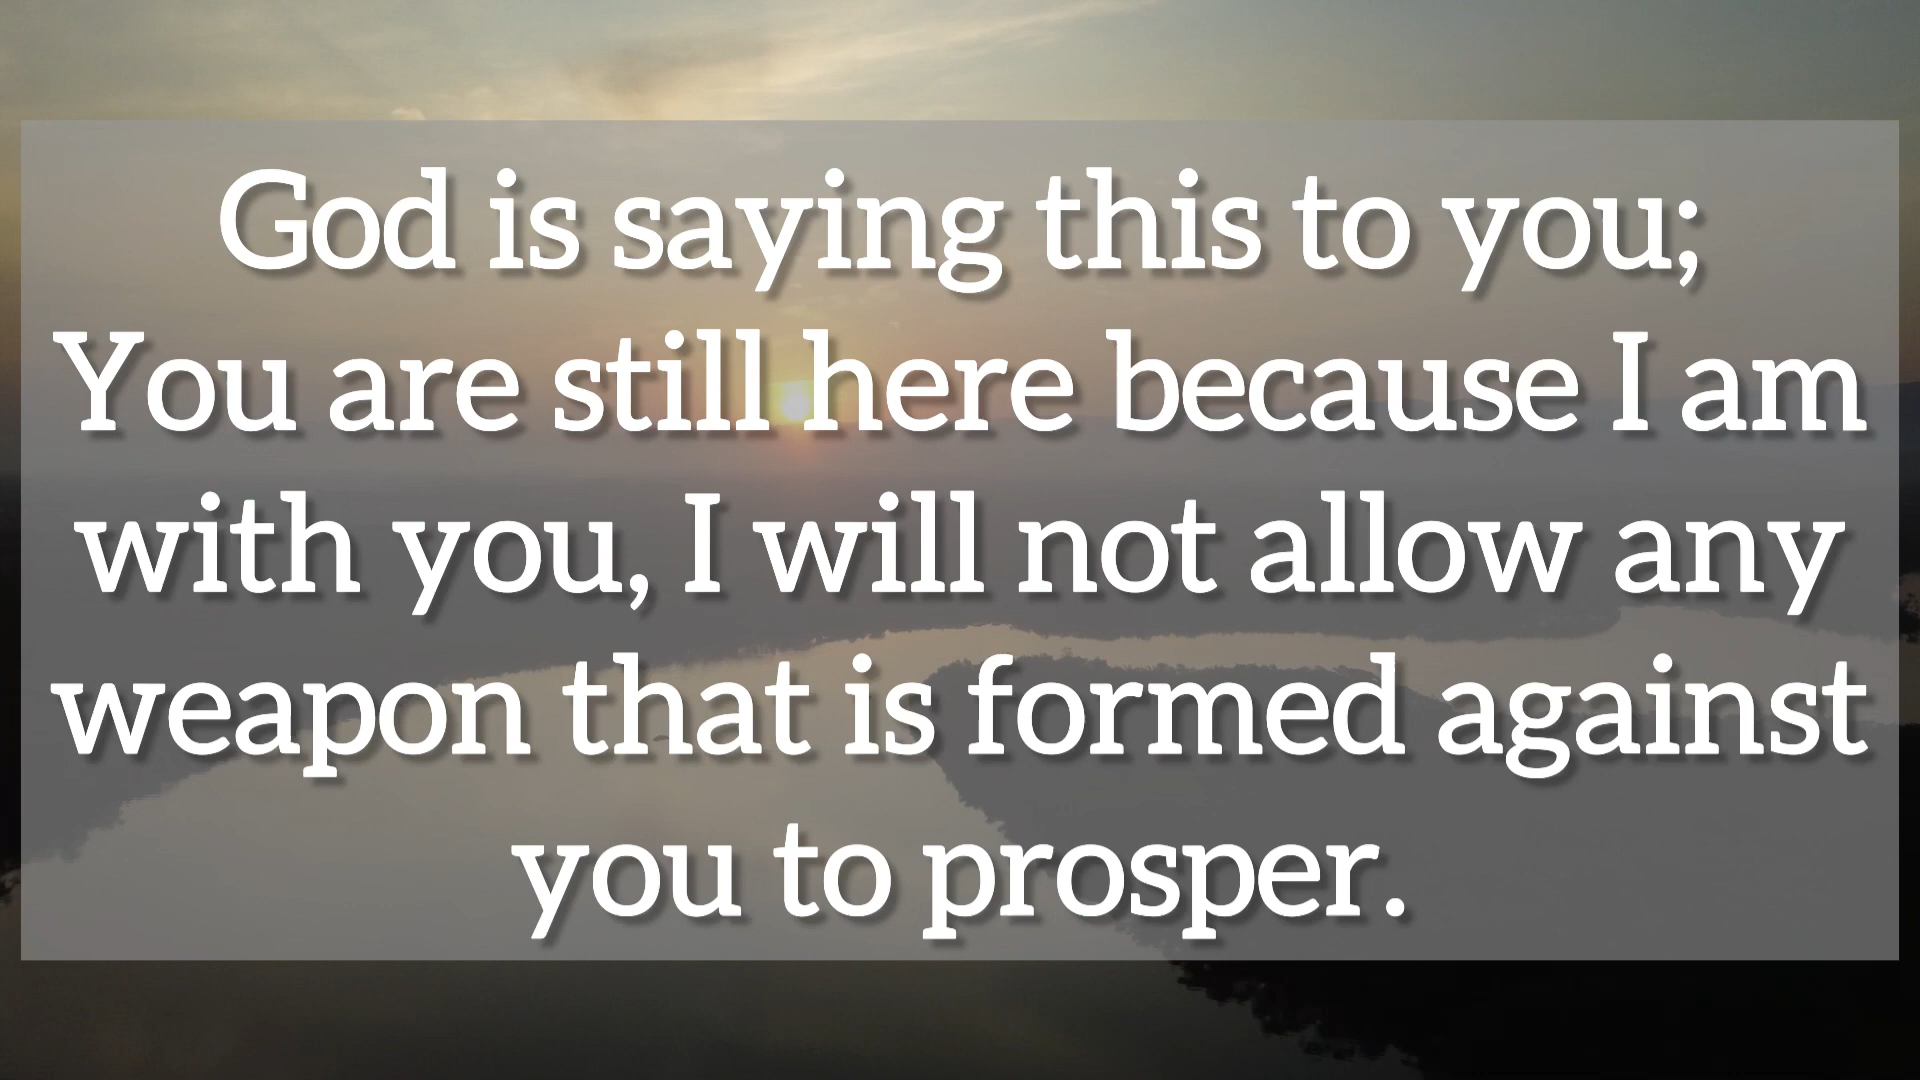 God is saying this to you;
You are still here because I am
with you, I will not allow any
weapon that is formed against
you to prosper.